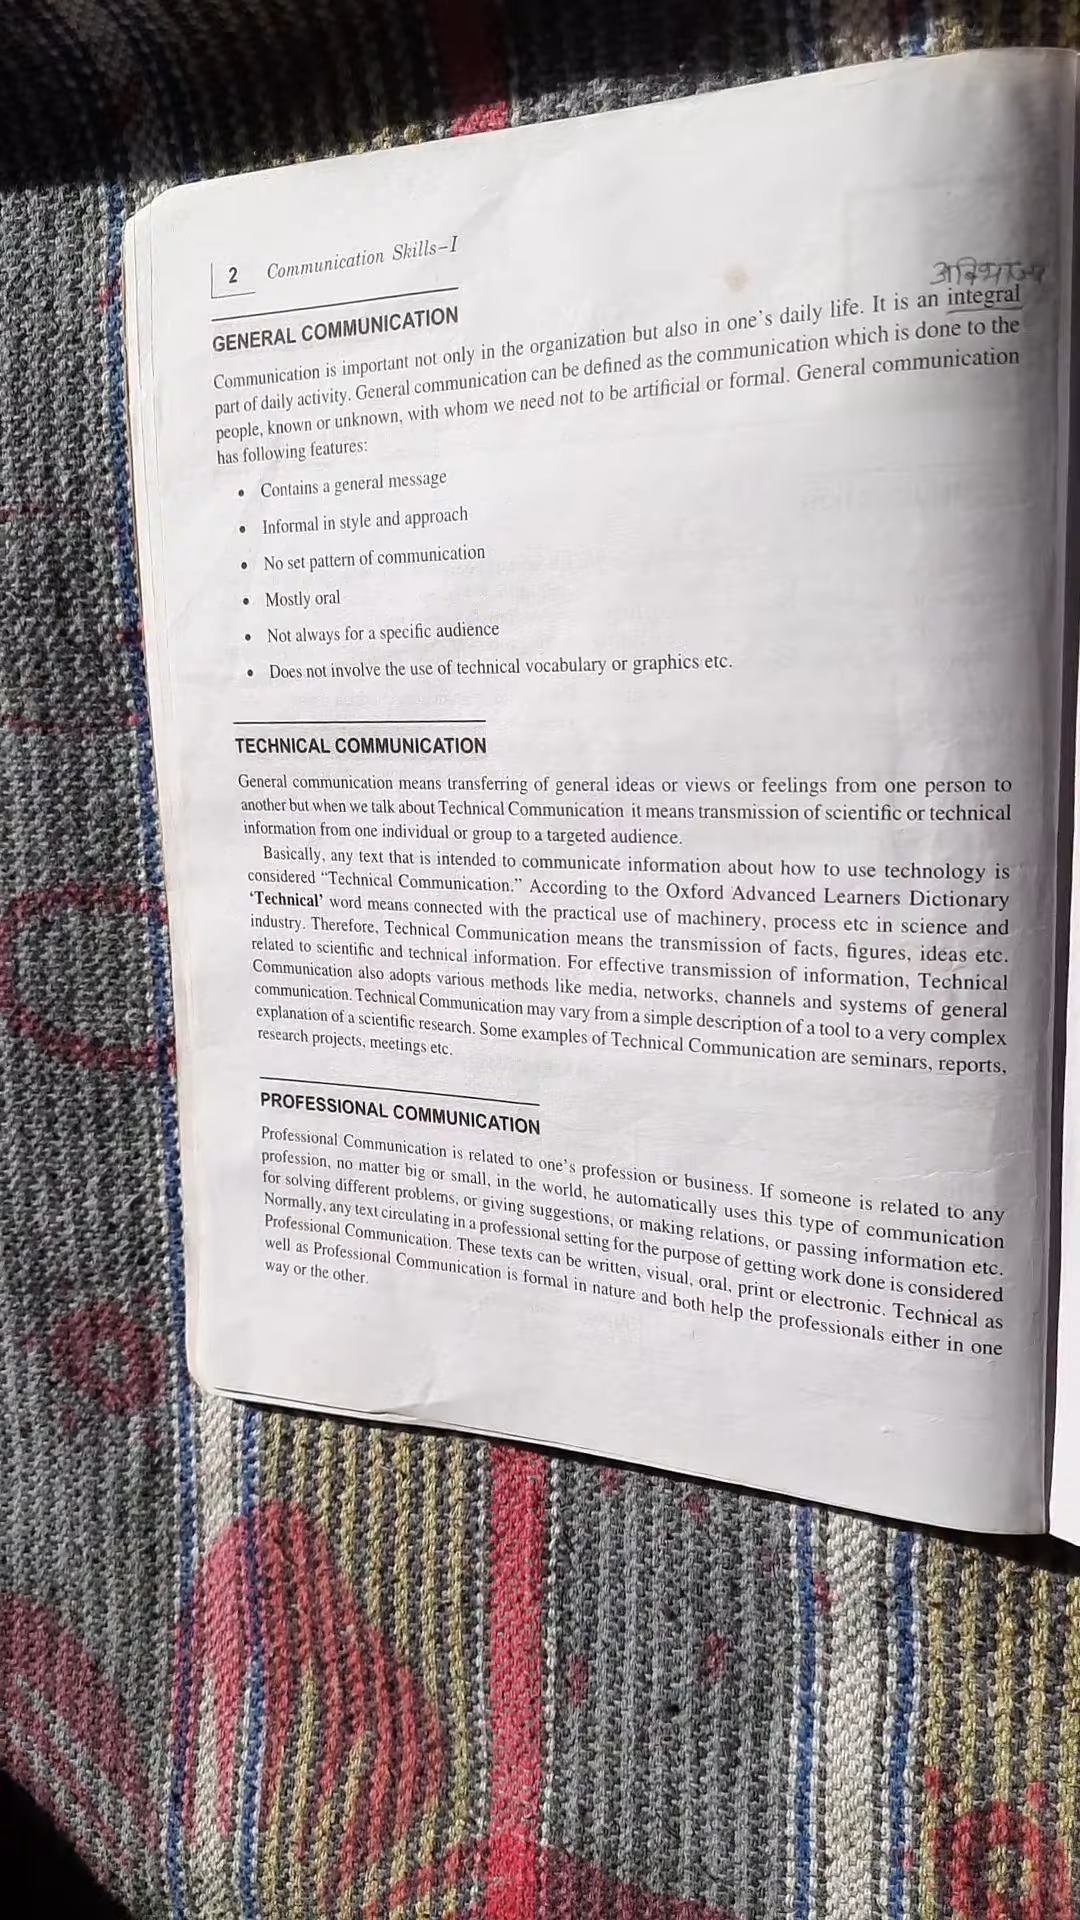 2 Communication Skills–I
अविभाज्य
GENERAL COMMUNICATION
Communication is important not only in the organization but also in one's daily life. It is an integral
part of daily activity. General communication can be defined as the communication which is done to the
people, known or unknown, with whom we need not to be artificial or formal. General communication
has following features:
• Contains a general message
• Informal in style and approach
• No set pattern of communication
• Mostly oral
• Not always for a specific audience
• Does not involve the use of technical vocabulary or graphics etc.
TECHNICAL COMMUNICATION
General communication means transferring of general ideas or views or feelings from one person to
another but when we talk about Technical Communication it means transmission of scientific or technical
information from one individual or group to a targeted audience.
Basically, any text that is intended to communicate information about how to use technology is
considered “Technical Communication.” According to the Oxford Advanced Learners Dictionary
‘Technical’ word means connected with the practical use of machinery, process etc in science and
industry. Therefore, Technical Communication means the transmission of facts, figures, ideas etc.
related to scientific and technical information. For effective transmission of information, Technical
Communication also adopts various methods like media, networks, channels and systems of general
communication. Technical Communication may vary from a simple description of a tool to a very complex
explanation of a scientific research. Some examples of Technical Communication are seminars, reports,
research projects, meetings etc.
PROFESSIONAL COMMUNICATION
Professional Communication is related to one's profession or business. If someone is related to any
profession, no matter big or small, in the world, he automatically uses this type of communication
for solving different problems, or giving suggestions, or making relations, or passing information etc.
Normally, any text circulating in a professional setting for the purpose of getting work done is considered
Professional Communication. These texts can be written, visual, oral, print or electronic. Technical as
well as Professional Communication is formal in nature and both help the professionals either in one
way or the other.